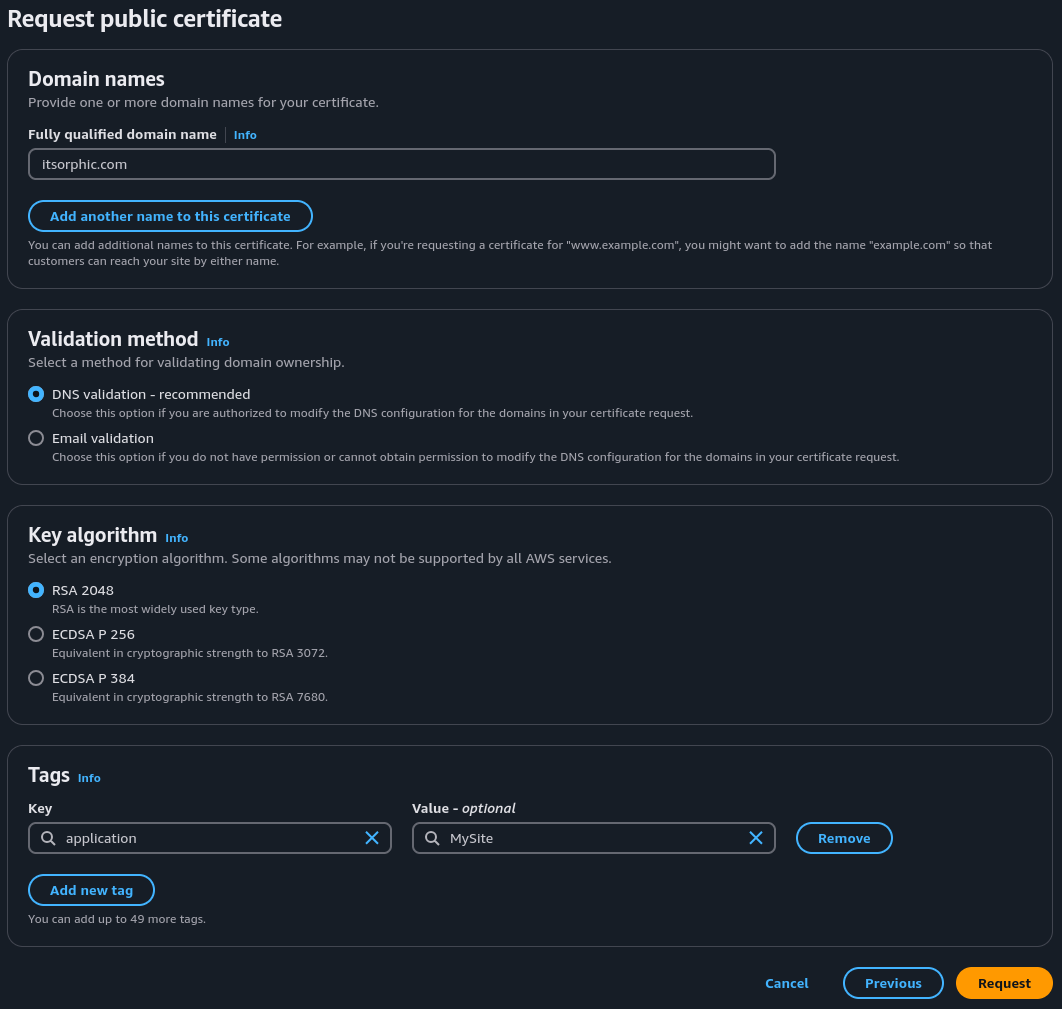 Request public certificate
Domain names
Provide one or more domain names for your certificate.
Fully qualified domain name Info
itsorphic.com
Add another name to this certificate
You can add additional names to this certificate. For example, if you're requesting a certificate for "www.example.com", you might want to add the name "example.com" so that
customers can reach your site by either name.
Validation method Info
Select a method for validating domain ownership.
DNS validation - recommended
Choose this option if you are authorized to modify the DNS configuration for the domains in your certificate request.
Email validation
Choose this option if you do not have permission or cannot obtain permission to modify the DNS configuration for the domains in your certificate request.
Key algorithm Info
Select an encryption algorithm. Some algorithms may not be supported by all AWS services.
RSA 2048
RSA is the most widely used key type.
ECDSA P 256
Equivalent in cryptographic strength to RSA 3072.
ECDSA P 384
Equivalent in cryptographic strength to RSA 7680.
Tags Info
Key Value - optional
application MySite Remove
Add new tag
You can add up to 49 more tags.
Cancel Previous Request